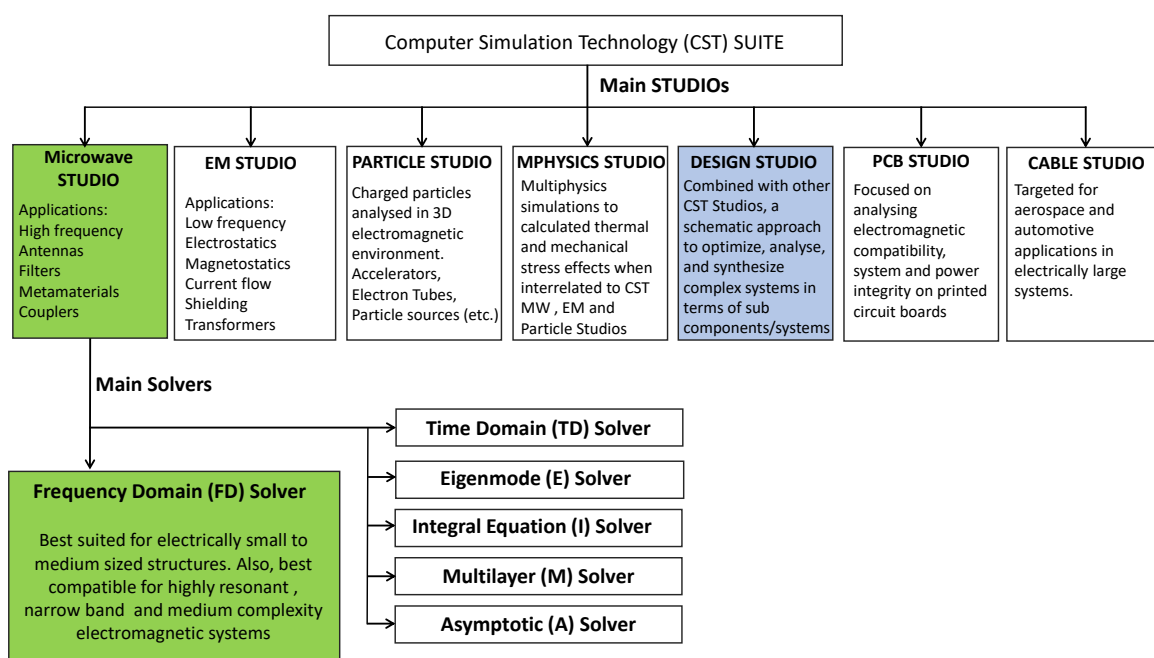 Computer Simulation Technology (CST) SUITE
Main STUDIOs
Microwave
STUDIO
Applications:
High frequency
Antennas
Filters
Metamaterials
Couplers
EM STUDIO
Applications:
Low frequency
Electrostatics
Magnetostatics
Current flow
Shielding
Transformers
PARTICLE STUDIO
Charged particles
analysed in 3D
electromagnetic
environment.
Accelerators,
Electron Tubes,
Particle sources (etc.)
MPHYSICS STUDIO
Multiphysics
simulations to
calculated thermal
and mechanical
stress effects when
interrelated to CST
MW , EM and
Particle Studios
DESIGN STUDIO
Combined with other
CST Studios, a
schematic approach
to optimize, analyse,
and synthesize
complex systems in
terms of sub
components/systems
PCB STUDIO
Focused on
analysing
electromagnetic
compatibility,
system and power
integrity on printed
circuit boards
CABLE STUDIO
Targeted for
aerospace and
automotive
applications in
electrically large
systems.
Main Solvers
Frequency Domain (FD) Solver
Best suited for electrically small to
medium sized structures. Also, best
compatible for highly resonant ,
narrow band and medium complexity
electromagnetic systems
Time Domain (TD) Solver
Eigenmode (E) Solver
Integral Equation (I) Solver
Multilayer (M) Solver
Asymptotic (A) Solver